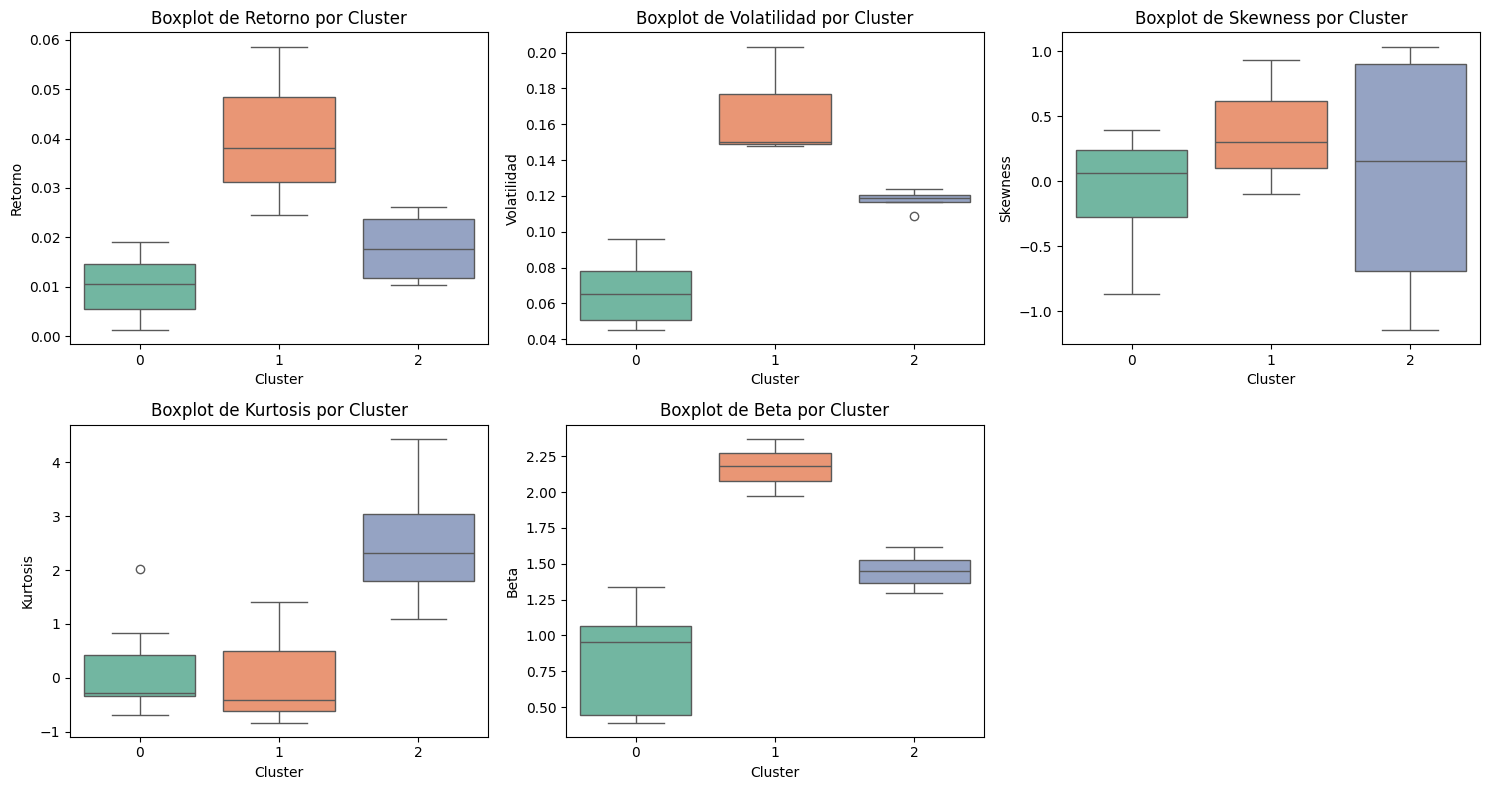 Boxplot de Retorno por Cluster
Retorno
0.06
0.05
0.04
0.03
0.02
0.01
0.00
0 1 2
Cluster
Boxplot de Volatilidad por Cluster
Volatilidad
0.20
0.18
0.16
0.14
0.12
0.10
0.08
0.06
0.04
0 1 2
Cluster
Boxplot de Skewness por Cluster
Skewness
1.0
0.5
0.0
−0.5
−1.0
0 1 2
Cluster
Boxplot de Kurtosis por Cluster
Kurtosis
4
3
2
1
0
−1
0 1 2
Cluster
Boxplot de Beta por Cluster
Beta
2.25
2.00
1.75
1.50
1.25
1.00
0.75
0.50
0 1 2
Cluster